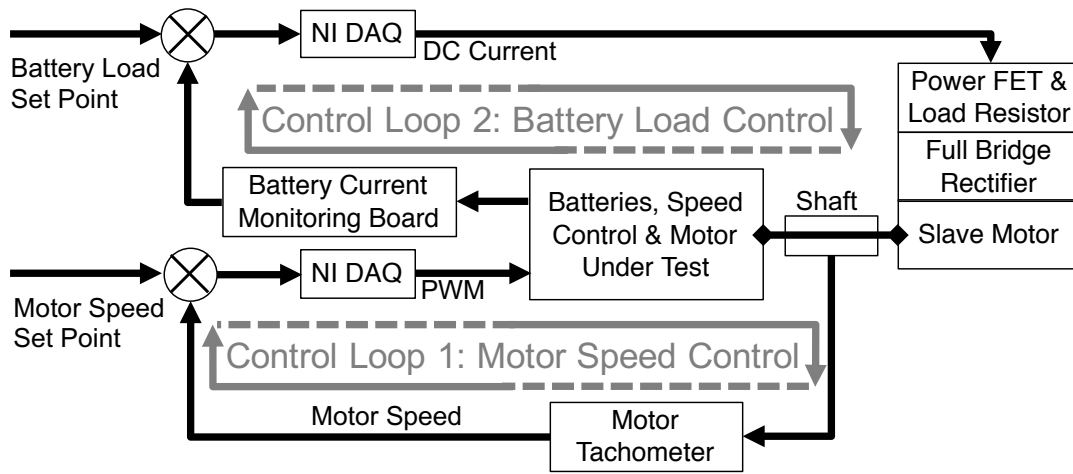 NI DAQ
DC Current
Battery Load
Set Point
Power FET &
Load Resistor
Control Loop 2: Battery Load Control
Full Bridge
Rectifier
Battery Current
Monitoring Board
Batteries, Speed
Control & Motor
Under Test
Shaft
Slave Motor
NI DAQ
PWM
Motor Speed
Set Point
Control Loop 1: Motor Speed Control
Motor Speed
Motor
Tachometer